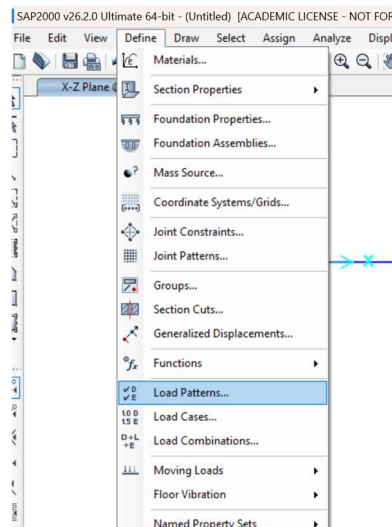 SAP2000 v26.2.0 Ultimate 64-bit - (Untitled) [ACADEMIC LICENSE - NOT FOR
File Edit View Define Draw Select Assign Analyze Displ
X-Z Plane
Materials...
Section Properties
Foundation Properties...
Foundation Assemblies...
Mass Source...
Coordinate Systems/Grids...
Joint Constraints...
Joint Patterns...
Groups...
Section Cuts...
Generalized Displacements...
Functions
Load Patterns...
Load Cases...
Load Combinations...
Moving Loads
Floor Vibration
Named Property Sets